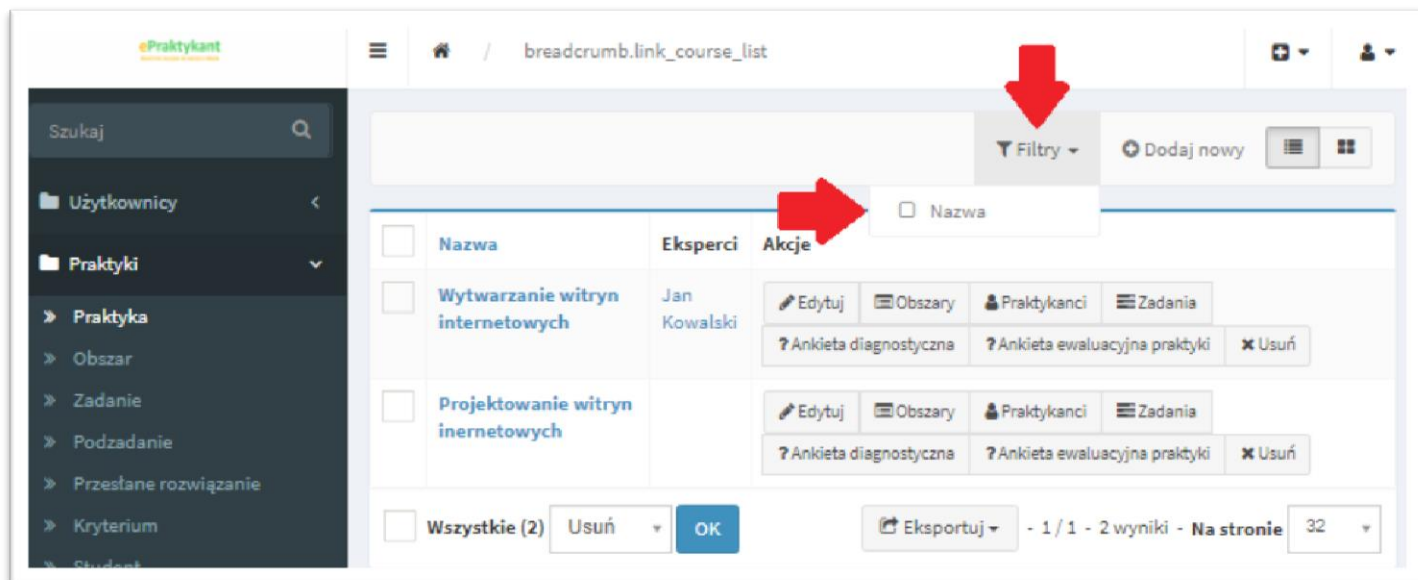 ePraktykant
/ breadcrumb.link_course_list
Szukaj
Filtry
Dodaj nowy
Użytkownicy
Nazwa
Praktyki
Nazwa Eksperci Akcje
Praktyka
Obszar
Zadanie
Podzadanie
Przesłane rozwiązanie
Kryterium
Student
Wytwarzanie witryn
internetowych
Jan
Kowalski
Edytuj Obszary Praktykanci Zadania
? Ankieta diagnostyczna ? Ankieta ewaluacyjna praktyki Usuń
Projektowanie witryn
inernetowych
Edytuj Obszary Praktykanci Zadania
? Ankieta diagnostyczna ? Ankieta ewaluacyjna praktyki Usuń
Wszystkie (2) Usuń OK Eksportuj - 1 / 1 - 2 wyniki - Na stronie 32